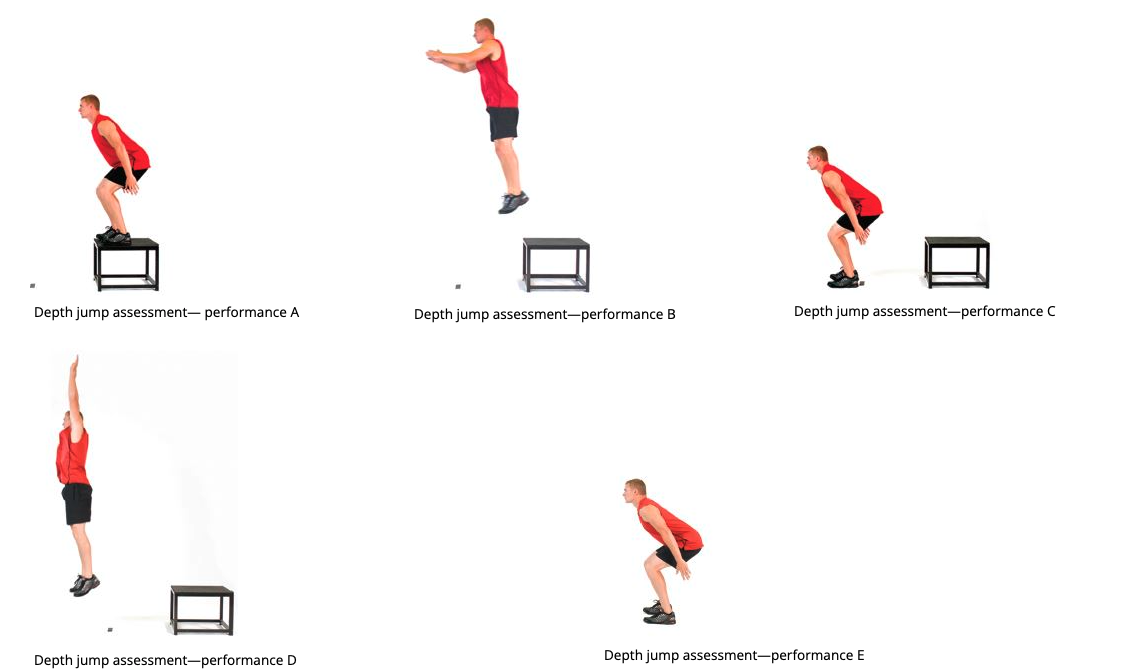 Depth jump assessment— performance A
Depth jump assessment—performance B
Depth jump assessment—performance C
Depth jump assessment—performance D
Depth jump assessment—performance E